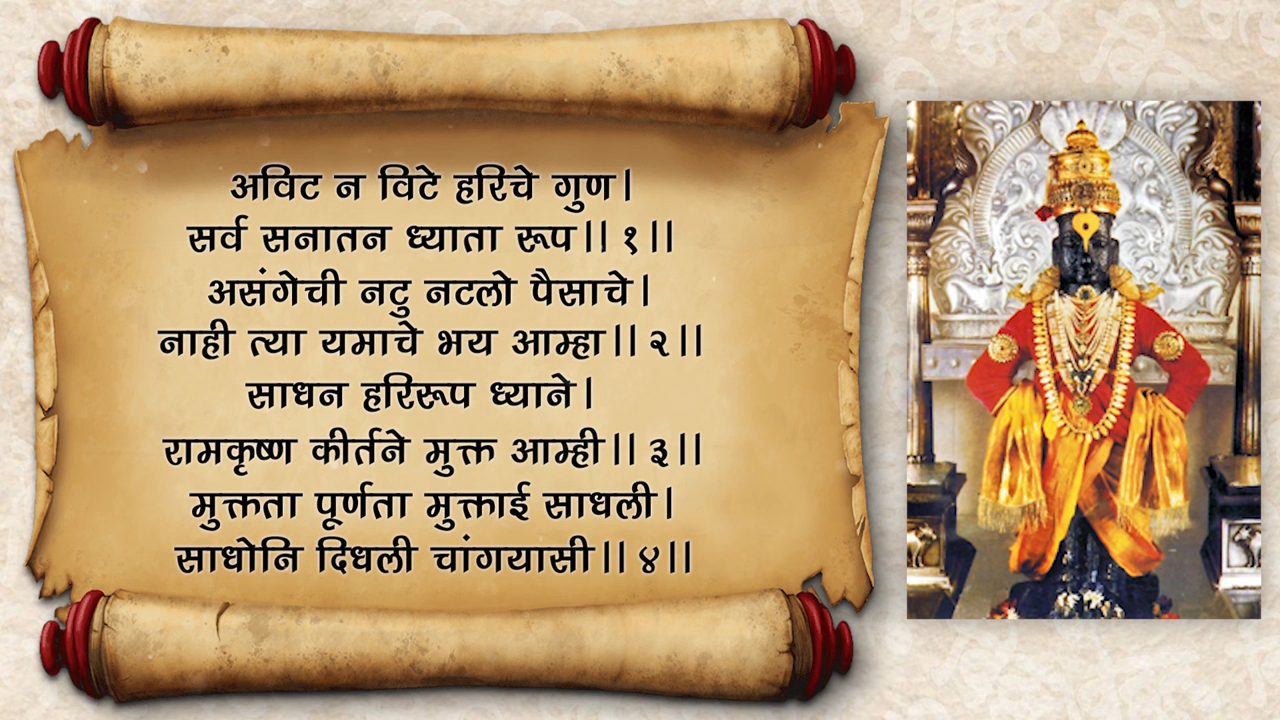 अविट न विटे हरिचे गुण।
सर्व सनातन ध्याता रूप।। १।।
असंगेची नटु नटलो पैसाचे।
नाही त्या यमाचे भय आम्हा।। २।।
साधन हरिरूप ध्याने।
रामकृष्ण कीर्तने मुक्त आम्ही।। ३।।
मुक्तता पूर्णता मुक्ताई साधली।
साधोनि दिधली चांगयासी।। ४।।